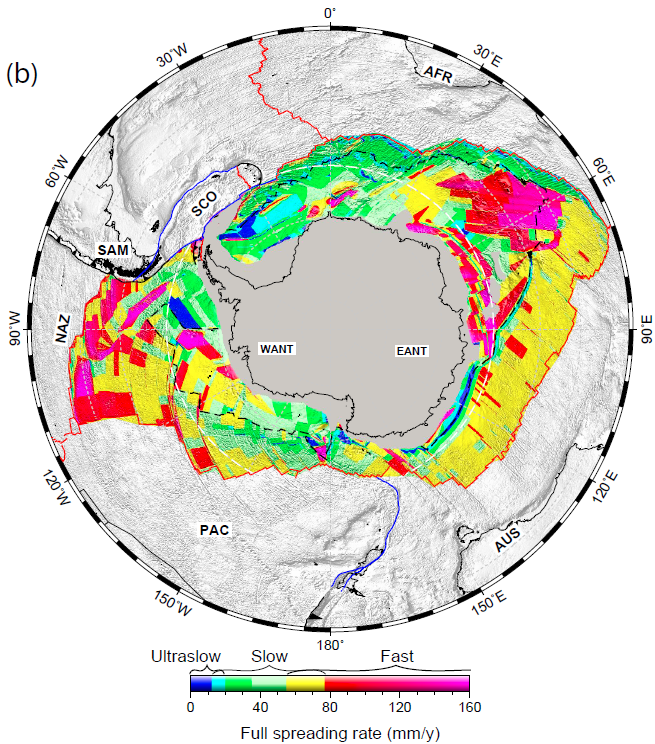 (b)
0°
30°W
30°E
AFR
60°W
60°E
SCO
SAM
NAZ
90°W
90°E
WANT
EANT
120°W
120°E
PAC
AUS
150°W
150°E
180°
Ultraslow Slow Fast
0 40 80 120 160
Full spreading rate (mm/y)